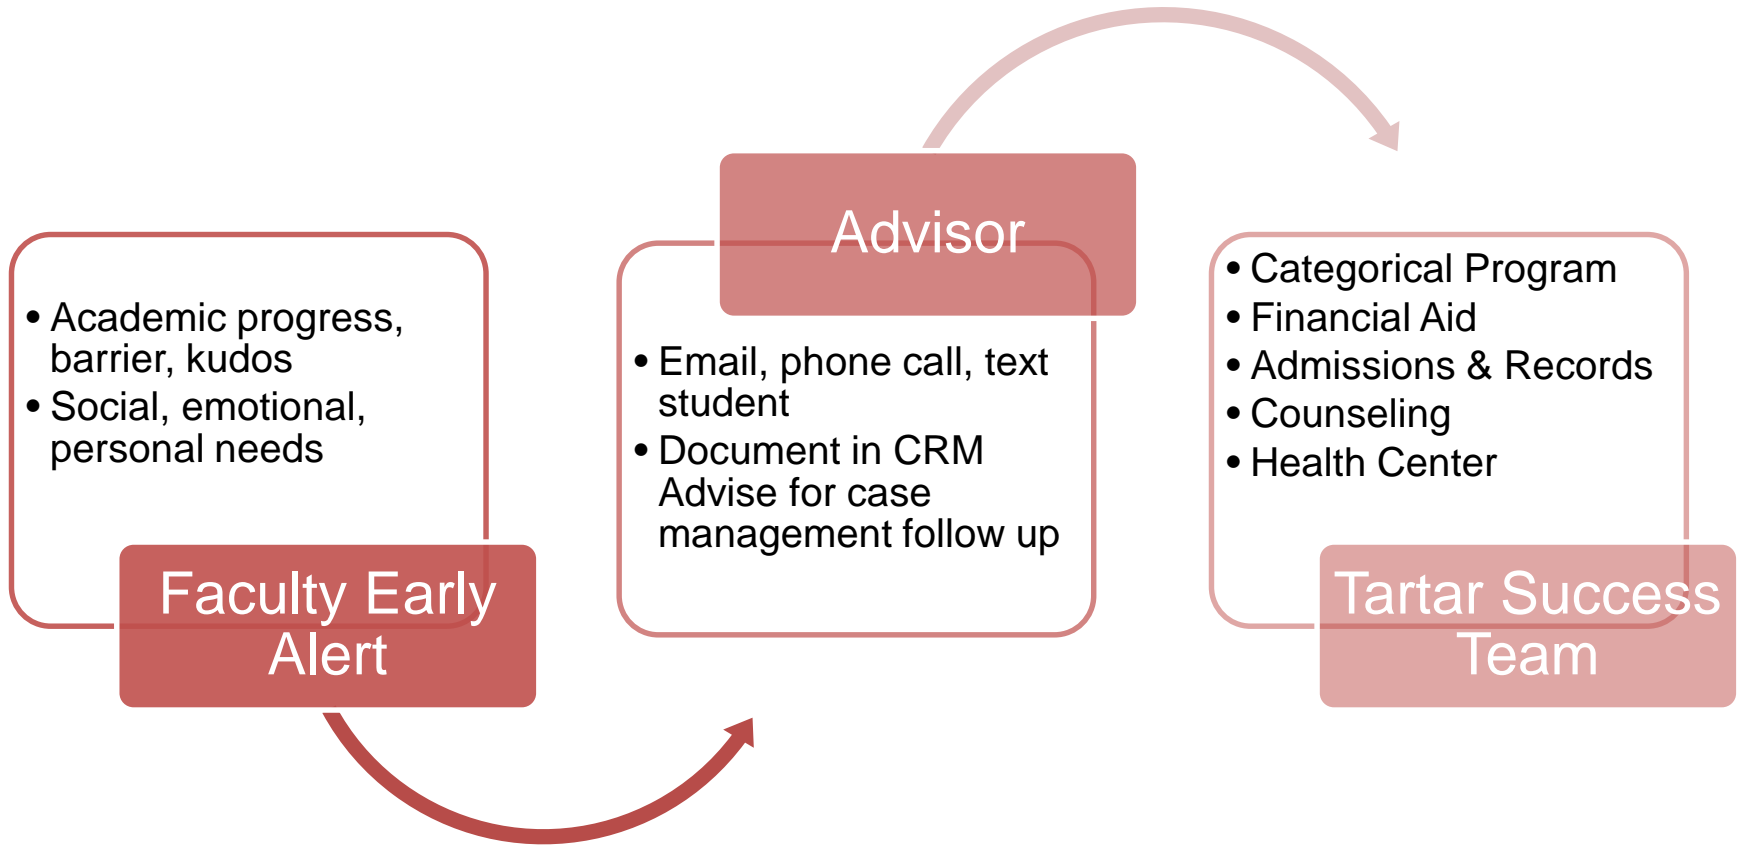 • Academic progress,
barrier, kudos
• Social, emotional,
personal needs
Faculty Early
Alert
Advisor
• Email, phone call, text
student
• Document in CRM
Advise for case
management follow up
• Categorical Program
• Financial Aid
• Admissions & Records
• Counseling
• Health Center
Tartar Success
Team